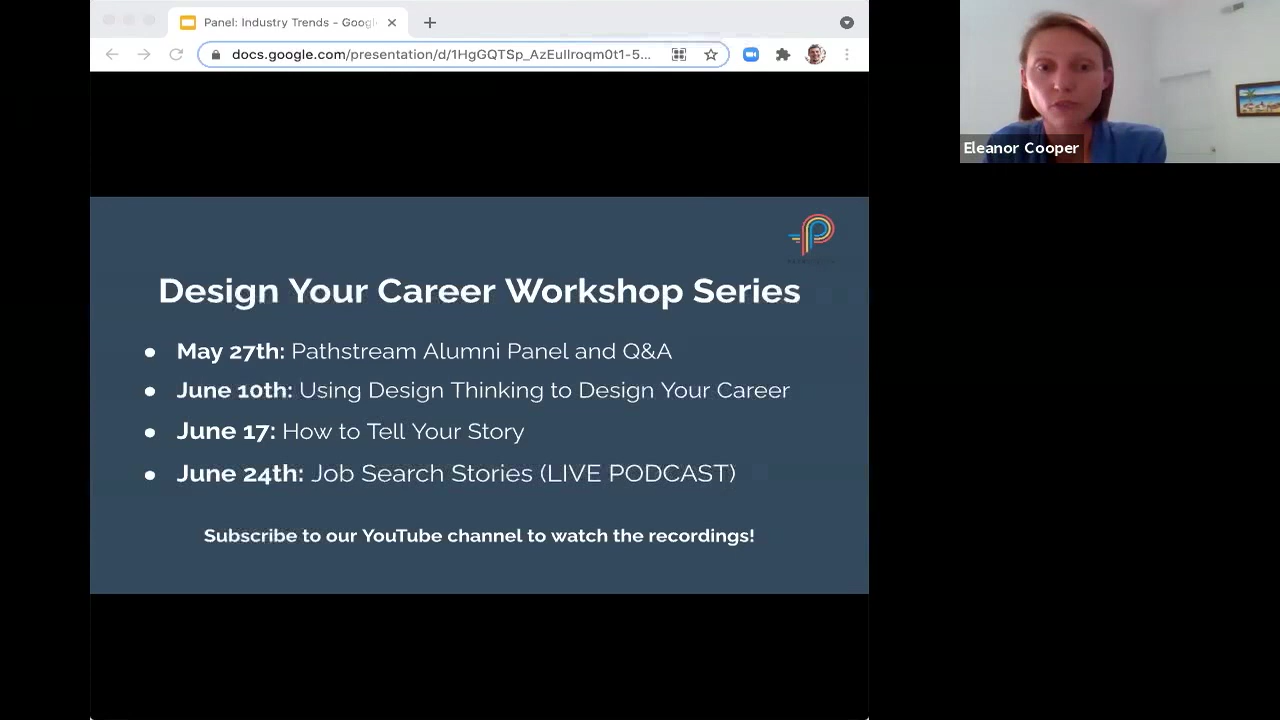 Panel: Industry Trends - Googl
docs.google.com/presentation/d/1HgGQTSp_AzEuIlroqm0t1-5...
Eleanor Cooper
Design Your Career Workshop Series
● May 27th: Pathstream Alumni Panel and Q&A
● June 10th: Using Design Thinking to Design Your Career
● June 17: How to Tell Your Story
● June 24th: Job Search Stories (LIVE PODCAST)
Subscribe to our YouTube channel to watch the recordings!